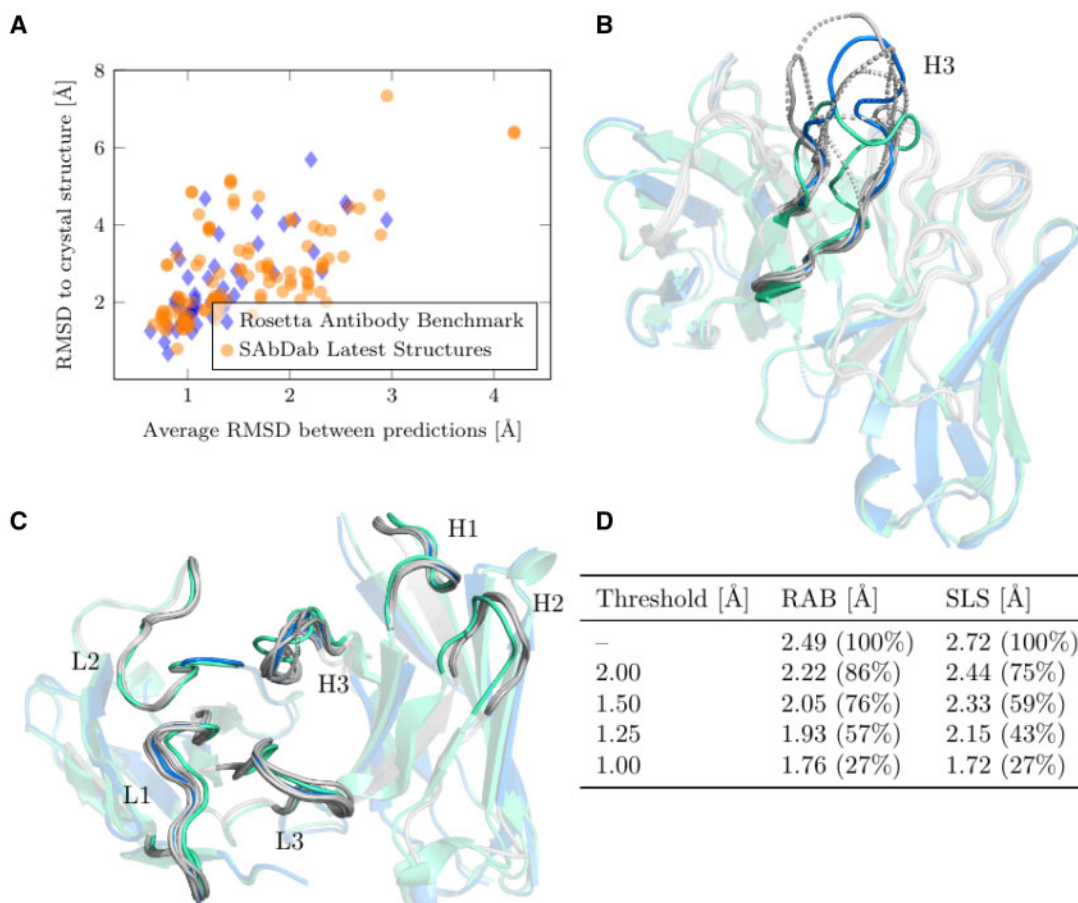 A
RMSD to crystal structure [Å]
8
6
4
2
1
2
3
4
Average RMSD between predictions [Å]
Rosetta Antibody Benchmark
SAbDab Latest Structures
B
H3
C
H1
H2
L2
H3
L1
L3
D
Threshold [Å] RAB [Å] SLS [Å]
– 2.49 (100%) 2.72 (100%)
2.00 2.22 (86%) 2.44 (75%)
1.50 2.05 (76%) 2.33 (59%)
1.25 1.93 (57%) 2.15 (43%)
1.00 1.76 (27%) 1.72 (27%)